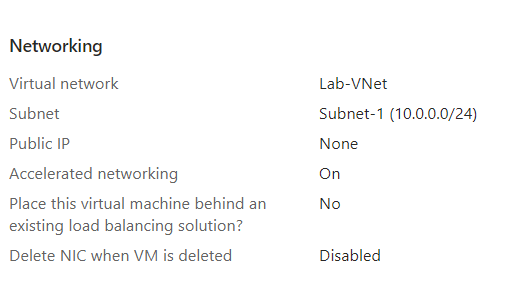 Networking
Virtual network Lab-VNet
Subnet Subnet-1 (10.0.0.0/24)
Public IP None
Accelerated networking On
Place this virtual machine behind an No
existing load balancing solution?
Delete NIC when VM is deleted Disabled